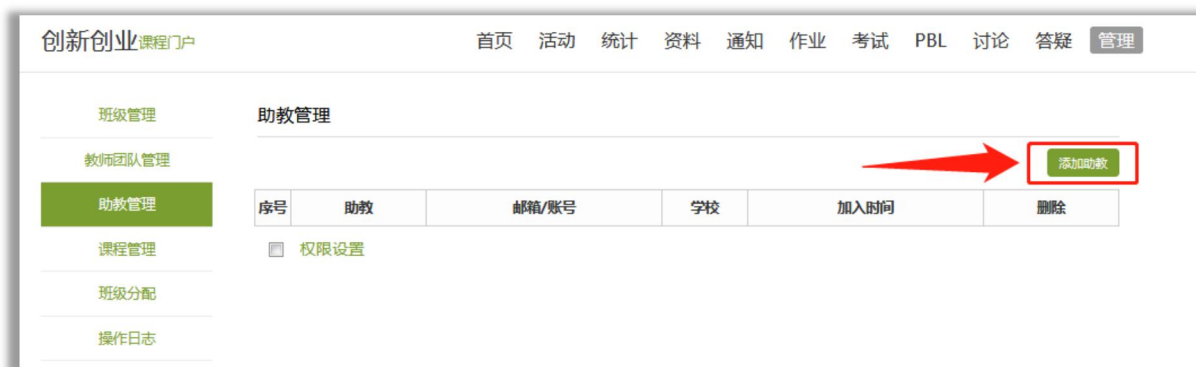 创新创业课程门户 首页 活动 统计 资料 通知 作业 考试 PBL 讨论 答疑 管理
班级管理
教师团队管理
助教管理
课程管理
班级分配
操作日志
助教管理
添加助教
序号 助教 邮箱/账号 学校 加入时间 删除
权限设置